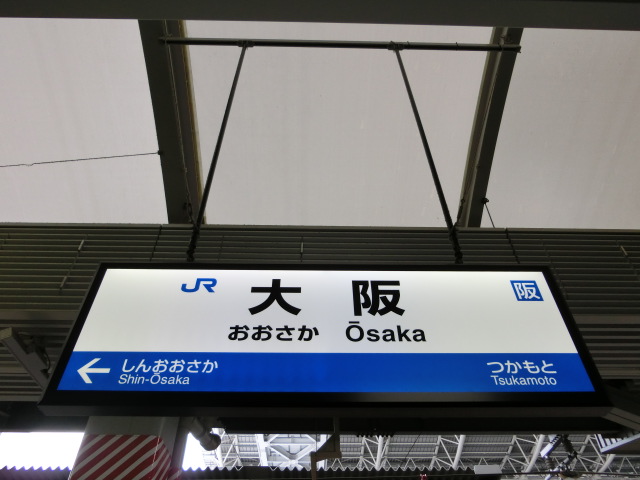 JR 大阪 阪
おおさか Ōsaka
← しんおおさか つかもと
Shin-Ōsaka Tsukamoto